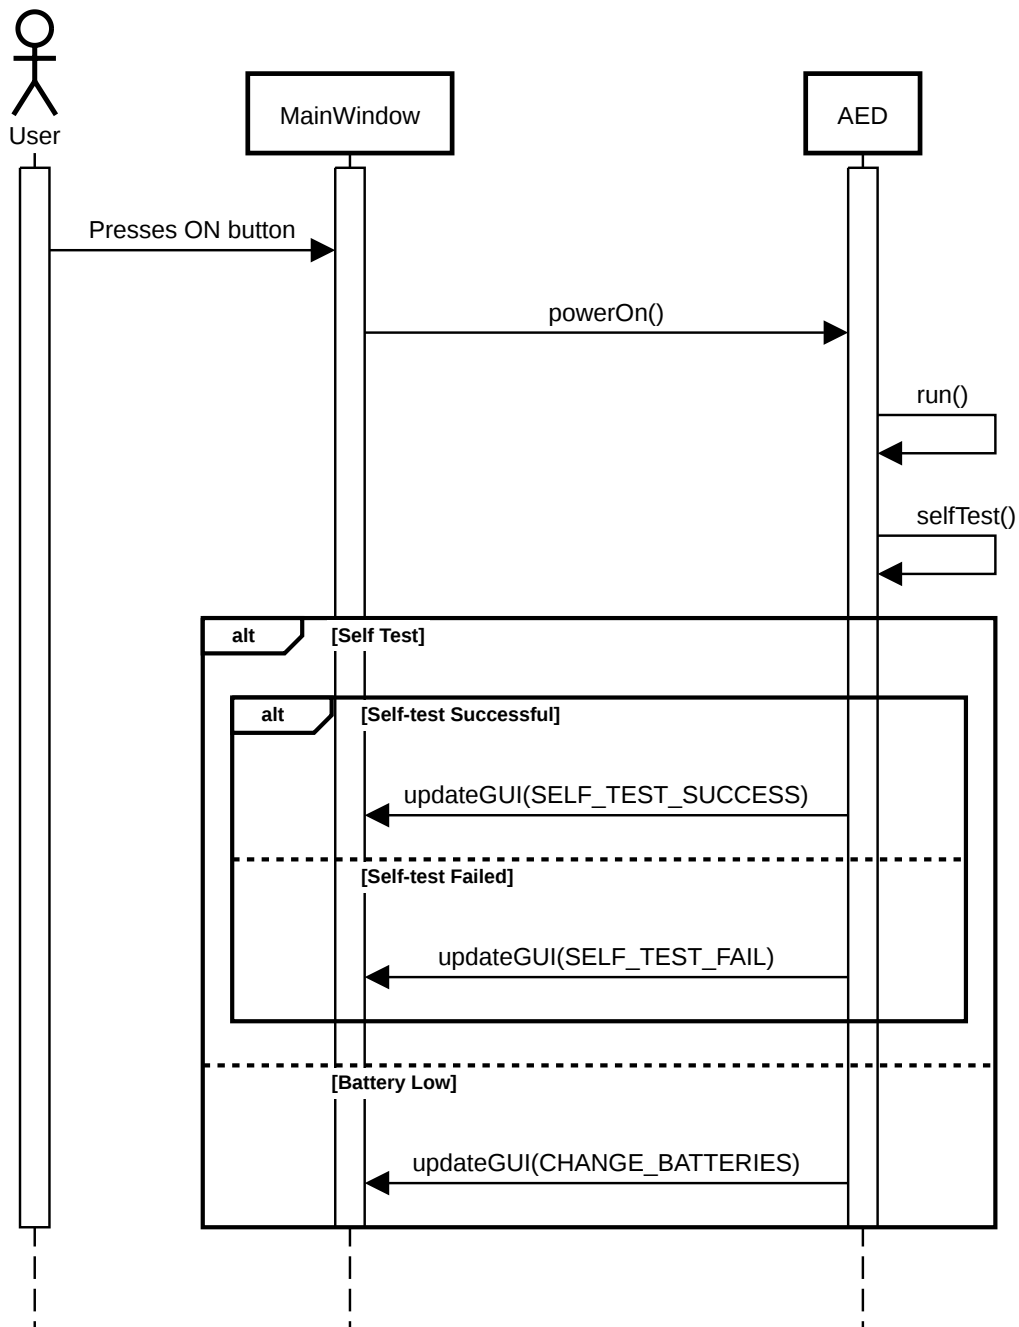 User
MainWindow
AED
Presses ON button
powerOn()
run()
selfTest()
alt
[Self Test]
alt
[Self-test Successful]
updateGUI(SELF_TEST_SUCCESS)
[Self-test Failed]
updateGUI(SELF_TEST_FAIL)
[Battery Low]
updateGUI(CHANGE_BATTERIES)